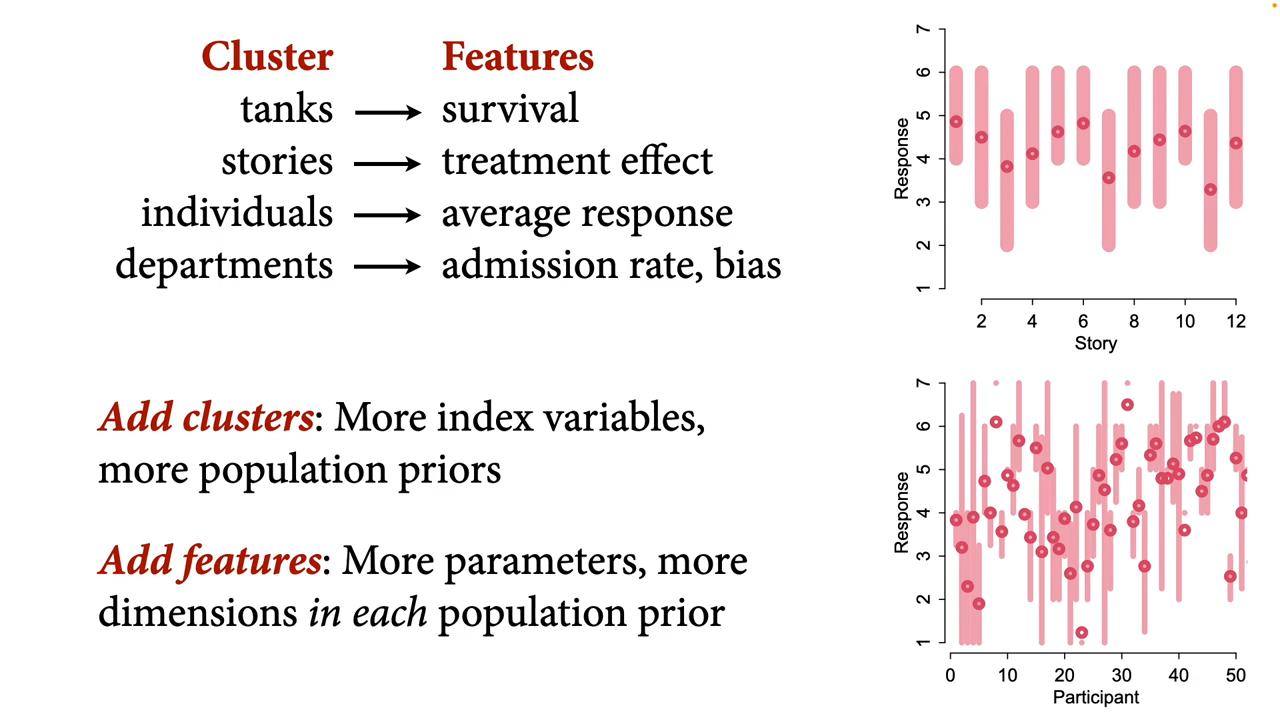 Cluster Features
tanks → survival
stories → treatment effect
individuals → average response
departments → admission rate, bias
Add clusters: More index variables,
more population priors
Add features: More parameters, more
dimensions in each population prior
7
6
5
4
3
2
1
Response
2 4 6 8 10 12
Story
7
6
5
4
3
2
1
Response
0 10 20 30 40 50
Participant